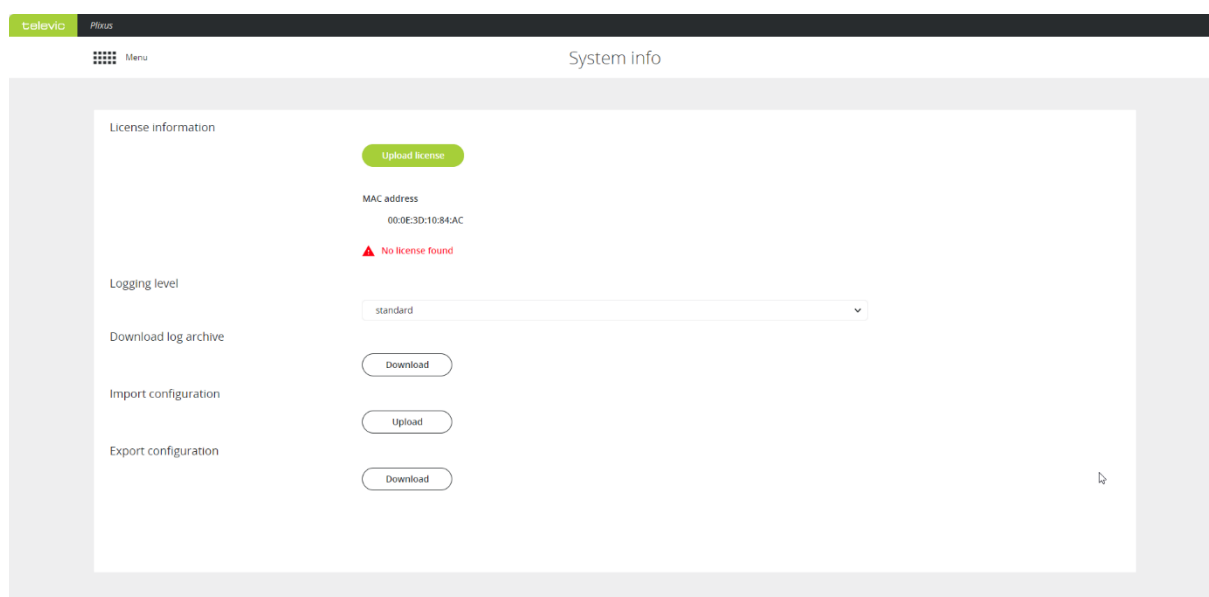 televic Plixus
Menu System info
License information
Upload license
MAC address
00:0E:3D:10:84:AC
No license found
Logging level
standard
Download log archive
Download
Import configuration
Upload
Export configuration
Download